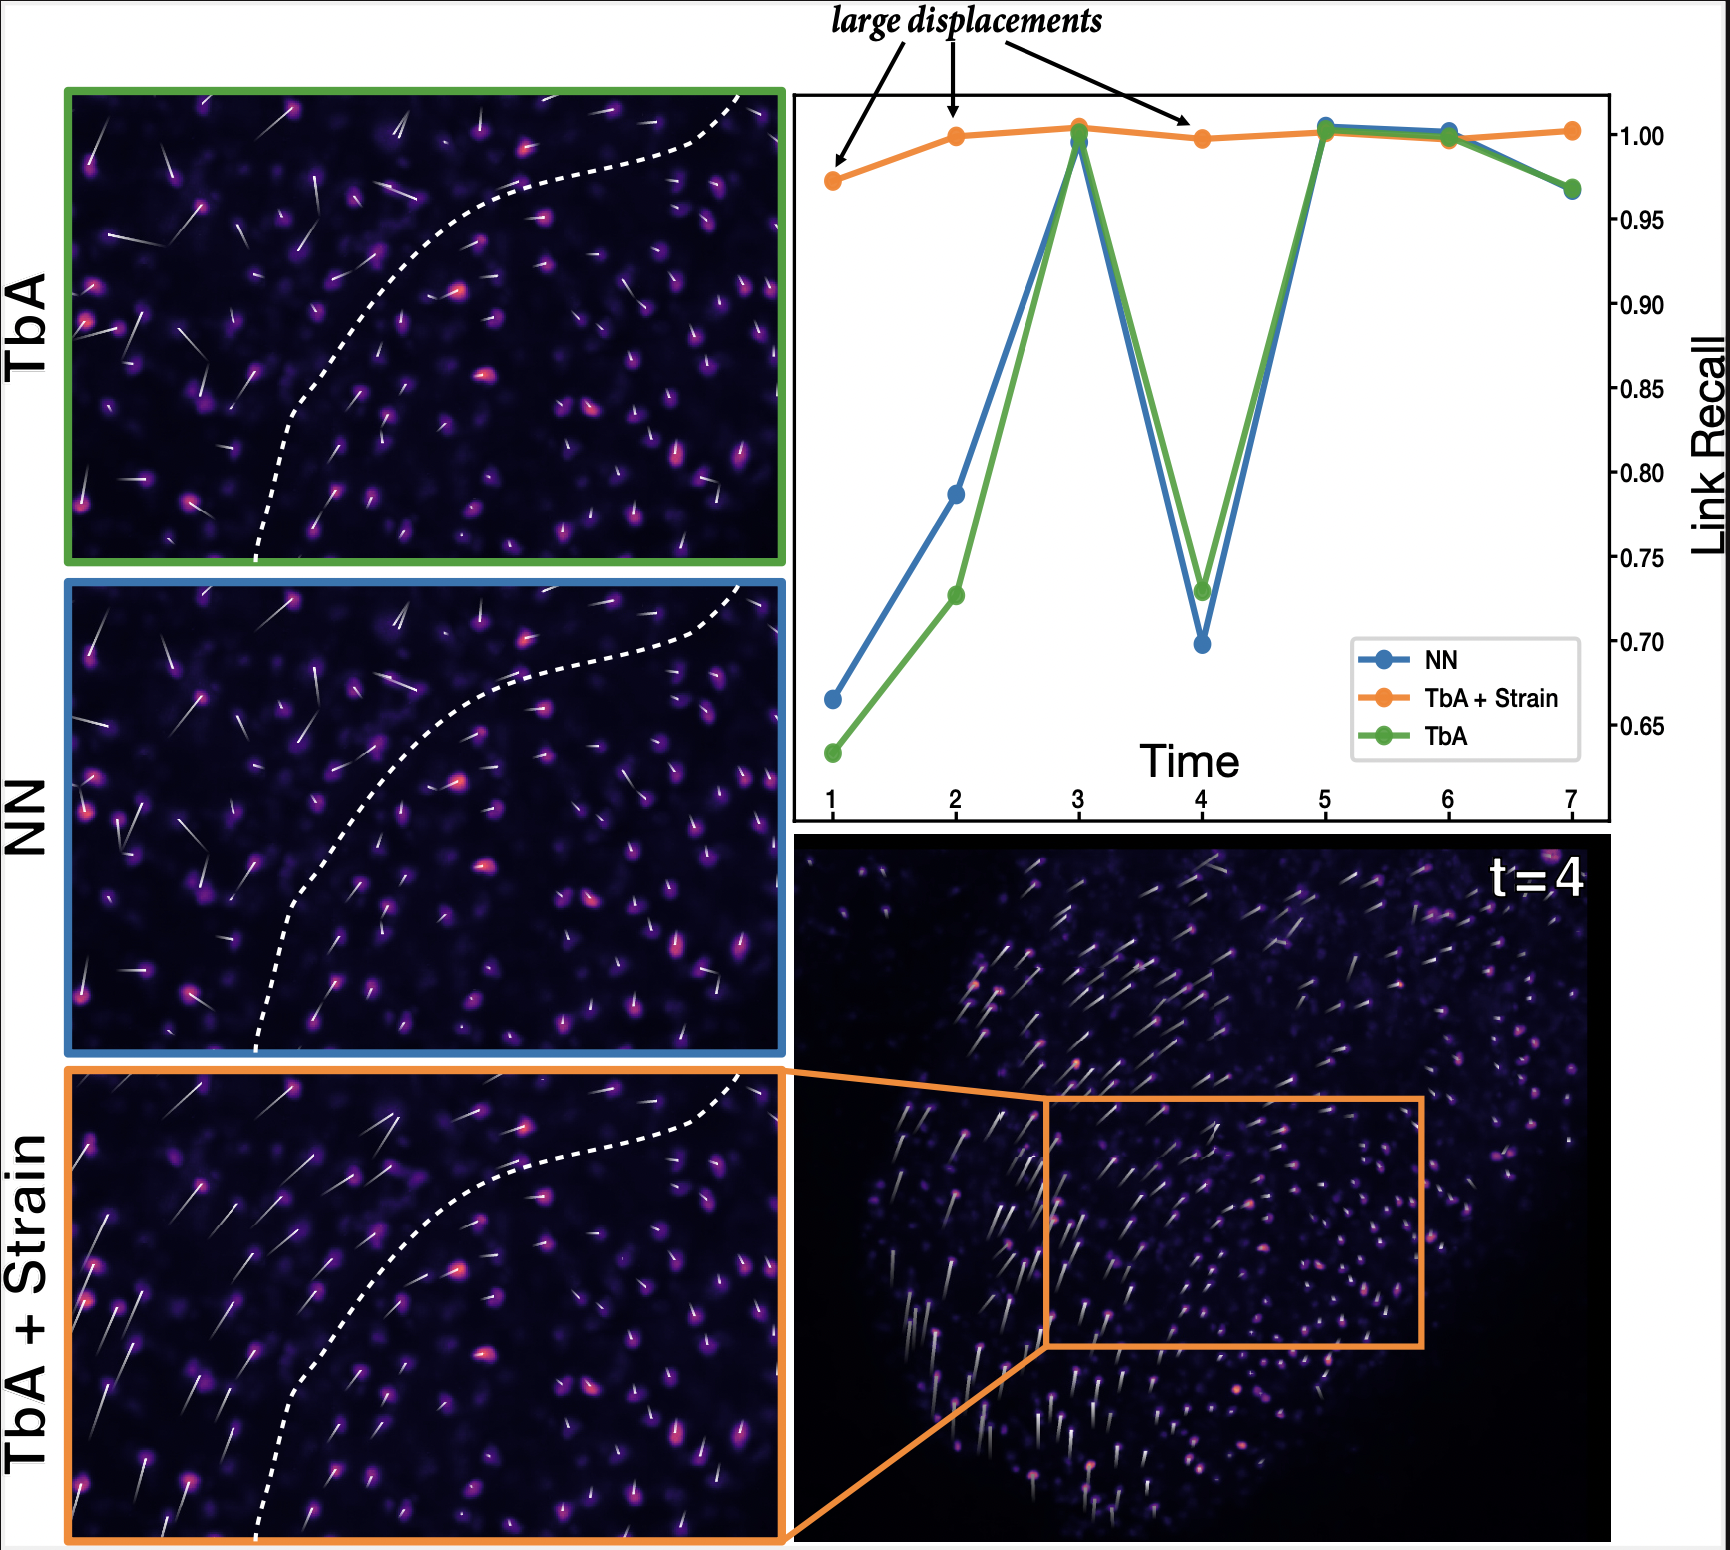 large displacements
TbA
NN
TbA + Strain
1.00
0.95
0.90
0.85
0.80
0.75
0.70
0.65
Link Recall
NN
TbA + Strain
TbA
Time
1 2 3 4 5 6 7
t=4